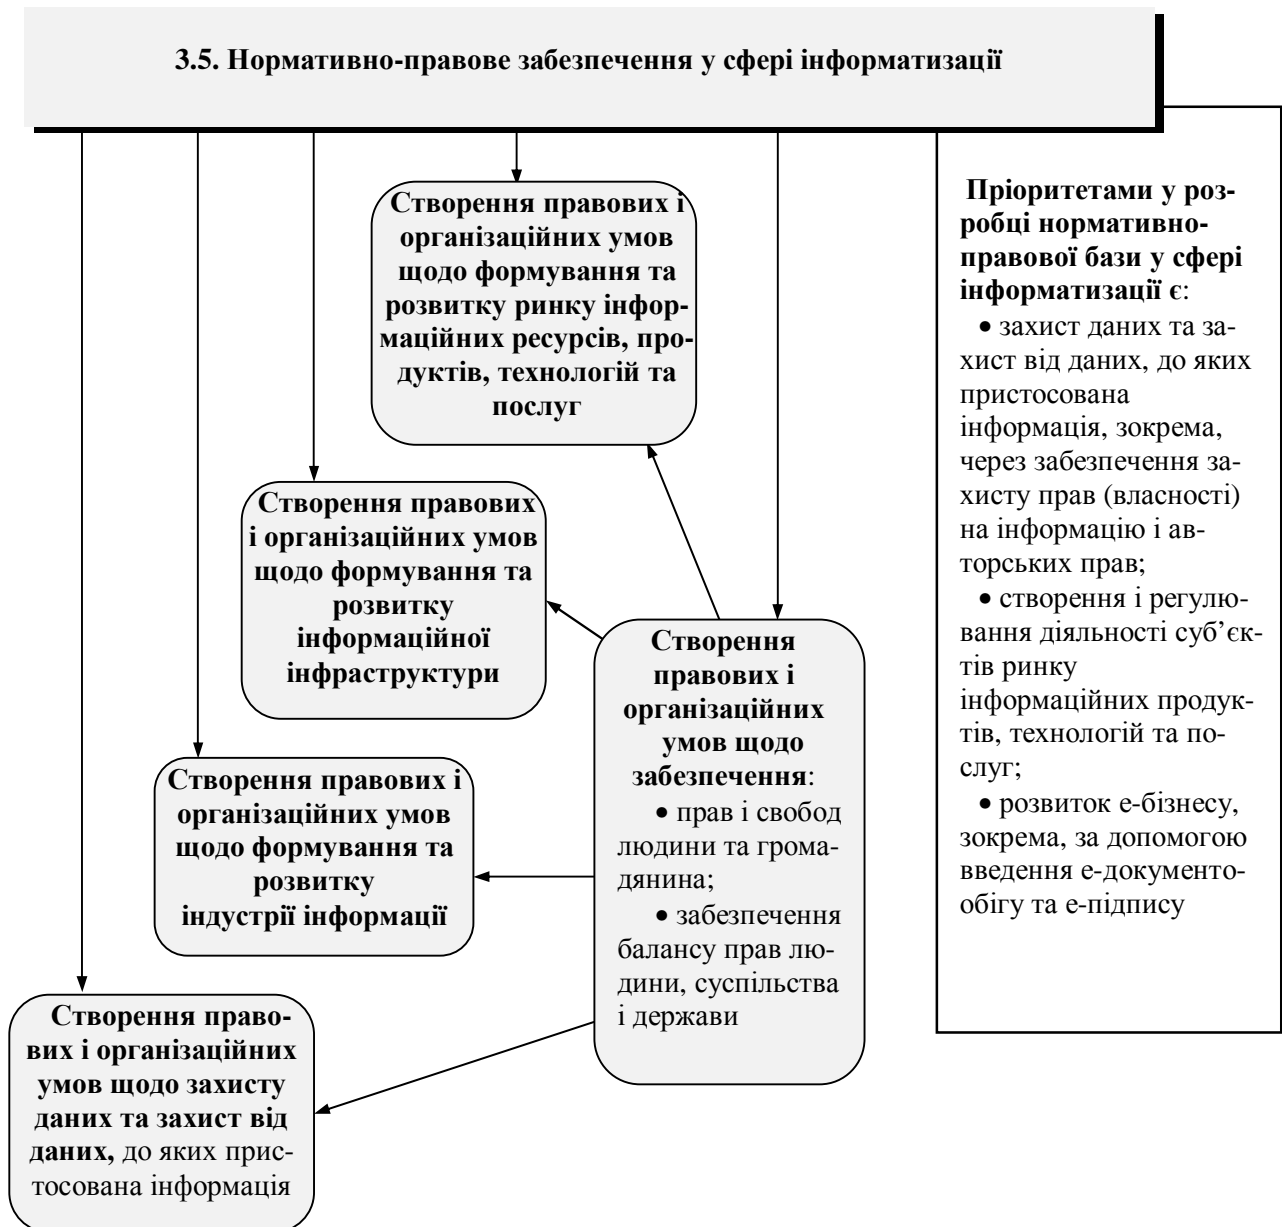 3.5. Нормативно-правове забезпечення у сфері інформатизації
Створення правових і
організаційних умов
щодо формування та
розвитку ринку інфор-
маційних ресурсів, про-
дуктів, технологій та
послуг
Створення правових
і організаційних умов
щодо формування та
розвитку
інформаційної
інфраструктури
Створення правових і
організаційних умов
щодо формування та
розвитку
індустрії інформації
Створення право-
вих і організаційних
умов щодо захисту
даних та захист від
даних, до яких прис-
тосована інформація
Створення
правових і
організаційних
умов щодо
забезпечення:
• прав і свобод
людини та грома-
дянина;
• забезпечення
балансу прав лю-
дини, суспільства
і держави
Пріоритетами у роз-
робці нормативно-
правової бази у сфері
інформатизації є:
• захист даних та за-
хист від даних, до яких
пристосована
інформація, зокрема,
через забезпечення за-
хисту прав (власності)
на інформацію і ав-
торських прав;
• створення і регулю-
вання діяльності суб’єк-
тів ринку
інформаційних продук-
тів, технологій та по-
слуг;
• розвиток е-бізнесу,
зокрема, за допомогою
введення е-документо-
обігу та е-підпису